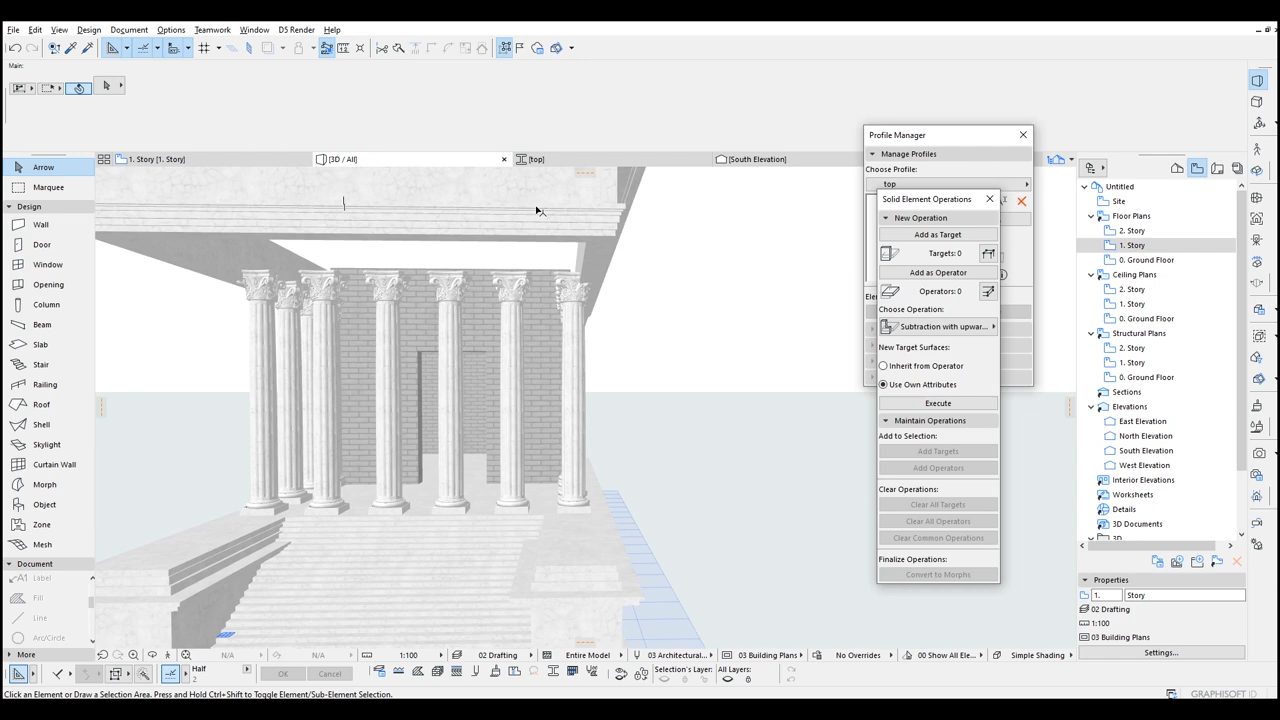 File Edit View Design Document Options Teamwork Window D5 Render Help
Main:
1. Story [1. Story]
[3D / All]
[top]
[South Elevation]
Arrow
Marquee
Design
Wall
Door
Window
Opening
Column
Beam
Slab
Stair
Railing
Roof
Shell
Skylight
Curtain Wall
Morph
Object
Zone
Mesh
Document
Label
Fill
Line
Arc/Circle
More
Profile Manager
Manage Profiles
Choose Profile:
top
Solid Element Operations
New Operation
Add as Target
Targets: 0
Add as Operator
Operators: 0
Choose Operation:
Subtraction with upwar...
New Target Surfaces:
Inherit from Operator
Use Own Attributes
Execute
Maintain Operations
Add to Selection:
Add Targets
Add Operators
Clear Operations:
Clear All Targets
Clear All Operators
Clear Common Operations
Finalize Operations:
Convert to Morphs
Untitled
Site
Floor Plans
2. Story
1. Story
0. Ground Floor
Ceiling Plans
2. Story
1. Story
0. Ground Floor
Structural Plans
2. Story
1. Story
0. Ground Floor
Sections
Elevations
East Elevation
North Elevation
South Elevation
West Elevation
Interior Elevations
Worksheets
Details
3D Documents
Properties
1. Story
02 Drafting
1:100
03 Building Plans
Settings...
N/A N/A 1:100 02 Drafting Entire Model 03 Architectural... 03 Building Plans No Overrides 00 Show All Ele... Simple Shading
Half
2
OK Cancel
Selection's Layer:
All Layers:
Click an Element or Draw a Selection Area. Press and Hold Ctrl+Shift to Toggle Element/Sub-Element Selection.
GRAPHISOFT ID